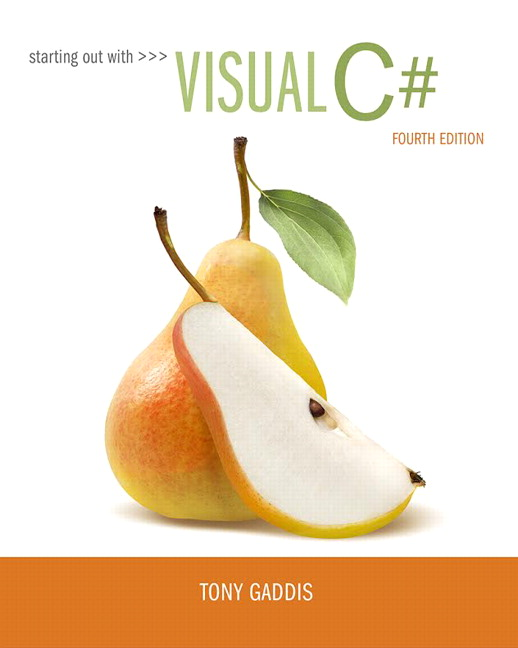 starting out with >>> VISUAL C#
FOURTH EDITION
TONY GADDIS